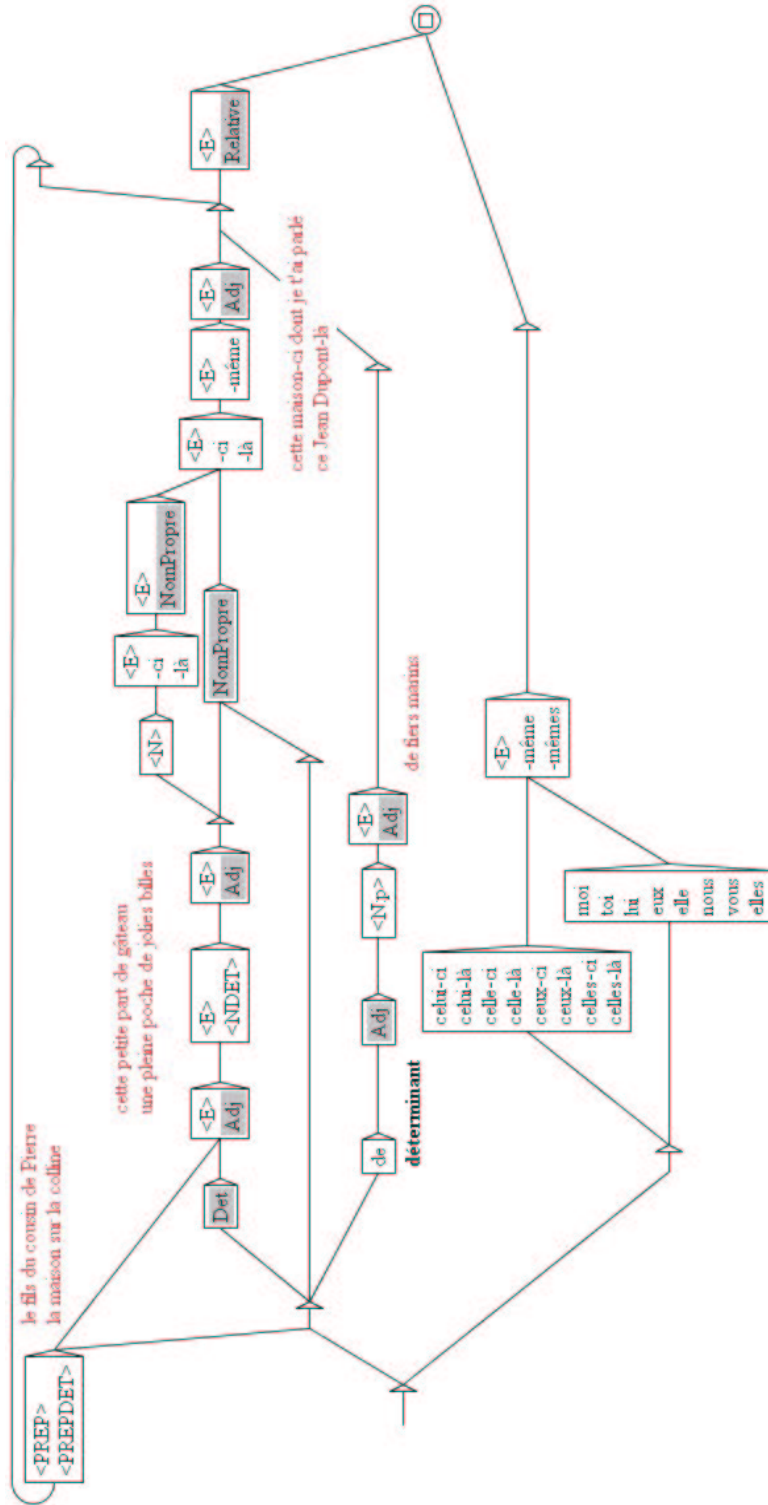 le fils du cousin de Pierre
la maison sur la colline
<PREP>
<PREPDET>
cette petite part de gâteau
une pleine poche de jolies billes
Det
<E>
Adj
<E>
<NDET>
<E>
Adj
<N>
<E>
-ci
-là
<E>
NomPropre
NomPropre
<E>
-ci
-là
<E>
-même
<E>
Adj
<E>
Relative
cette maison-ci dont je t'ai parlé
ce Jean Dupont-là
de
déterminant
Adj
<Np>
<E>
Adj
de fiers marins
celui-ci
celui-là
celle-ci
celle-là
ceux-ci
ceux-là
celles-ci
celles-là
moi
toi
lui
eux
elle
nous
vous
elles
<E>
-même
-mêmes